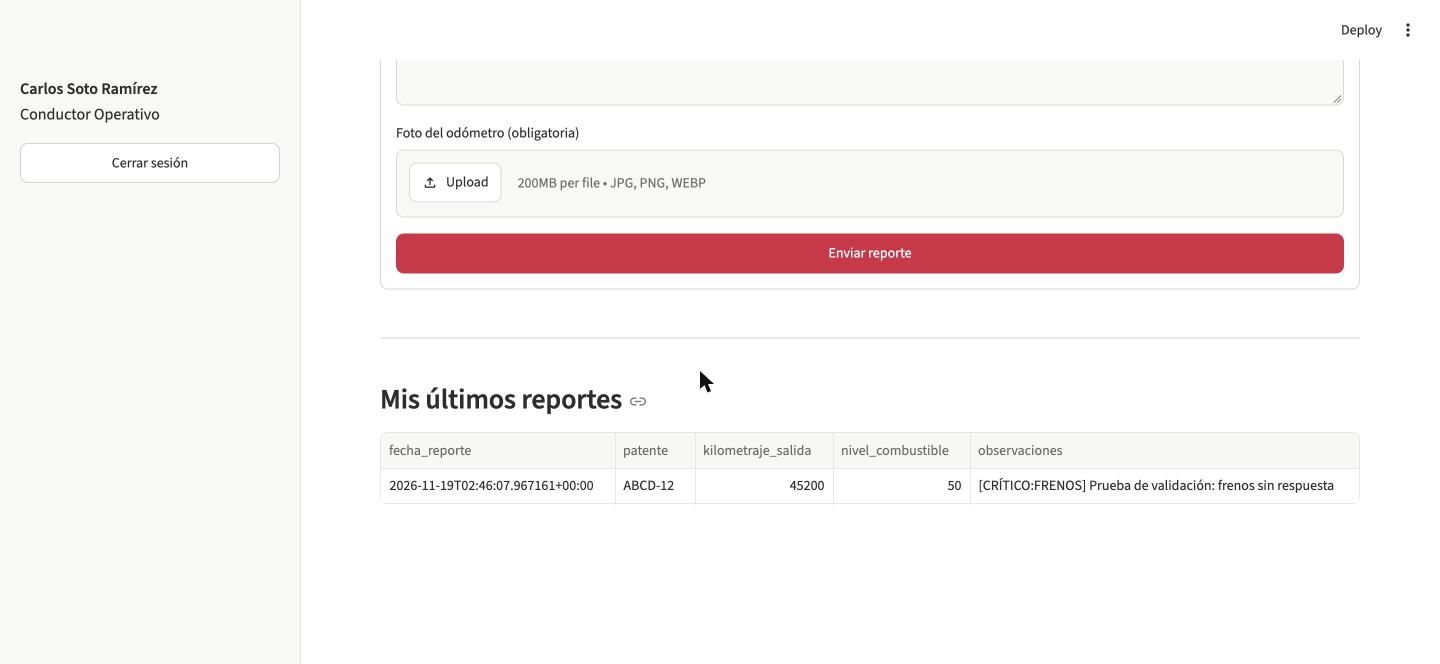 Deploy
Carlos Soto Ramírez
Conductor Operativo
Cerrar sesión
Foto del odómetro (obligatoria)
Upload 200MB per file • JPG, PNG, WEBP
Enviar reporte
Mis últimos reportes
fecha_reporte patente kilometraje_salida nivel_combustible observaciones
2026-11-19T02:46:07.967161+00:00 ABCD-12 45200 50 [CRÍTICO:FRENOS] Prueba de validación: frenos sin respuesta